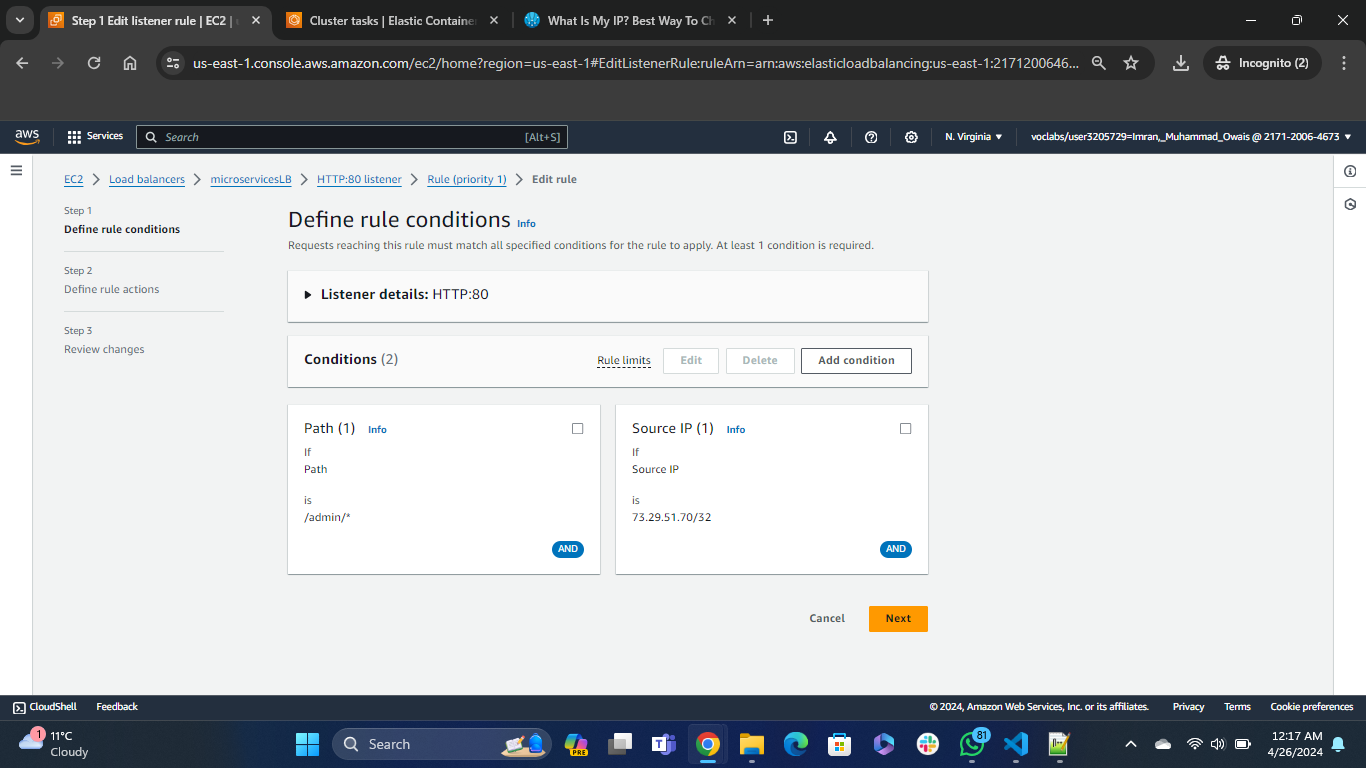 Step 1 Edit listener rule | EC2 |
Cluster tasks | Elastic Container
What Is My IP? Best Way To Ch
us-east-1.console.aws.amazon.com/ec2/home?region=us-east-1#EditListenerRule:ruleArn=arn:aws:elasticloadbalancing:us-east-1:2171200646...
Incognito (2)
aws
Services
Search
[Alt+S]
N. Virginia
voclabs/user3205729=Imran,_Muhammad_Owais @ 2171-2006-4673
EC2
Load balancers
microservicesLB
HTTP:80 listener
Rule (priority 1)
Edit rule
Step 1
Define rule conditions
Step 2
Define rule actions
Step 3
Review changes
Define rule conditions Info
Requests reaching this rule must match all specified conditions for the rule to apply. At least 1 condition is required.
Listener details: HTTP:80
Conditions (2)
Rule limits
Edit
Delete
Add condition
Path (1) Info
If
Path
is
/admin/*
AND
Source IP (1) Info
If
Source IP
is
73.29.51.70/32
AND
Cancel
Next
CloudShell
Feedback
© 2024, Amazon Web Services, Inc. or its affiliates.
Privacy
Terms
Cookie preferences
1
11°C
Cloudy
Search
PRE
81
12:17 AM
4/26/2024